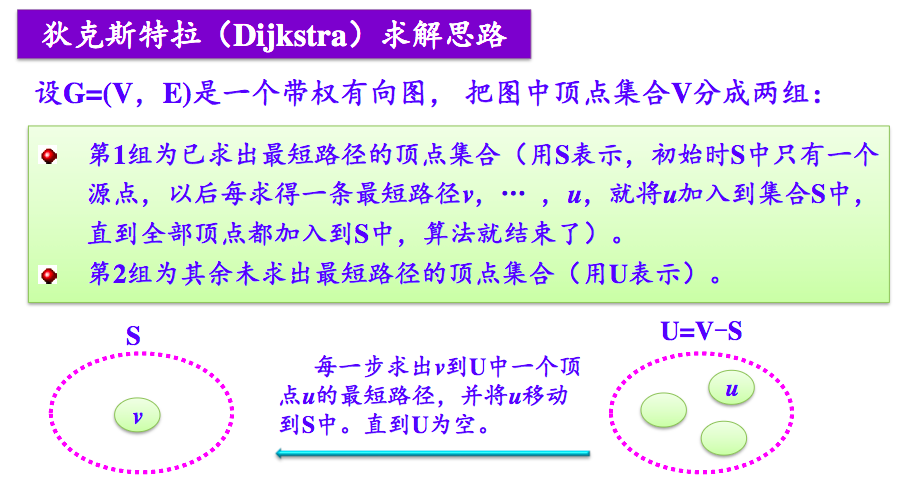 狄克斯特拉（Dijkstra）求解思路
设G=(V，E)是一个带权有向图， 把图中顶点集合V分成两组：
第1组为已求出最短路径的顶点集合（用S表示，初始时S中只有一个
源点，以后每求得一条最短路径v，… ，u，就将u加入到集合S中，
直到全部顶点都加入到S中，算法就结束了）。
第2组为其余未求出最短路径的顶点集合（用U表示）。
S
U=V-S
每一步求出v到U中一个顶
点u的最短路径，并将u移动
到S中。直到U为空。
v
u